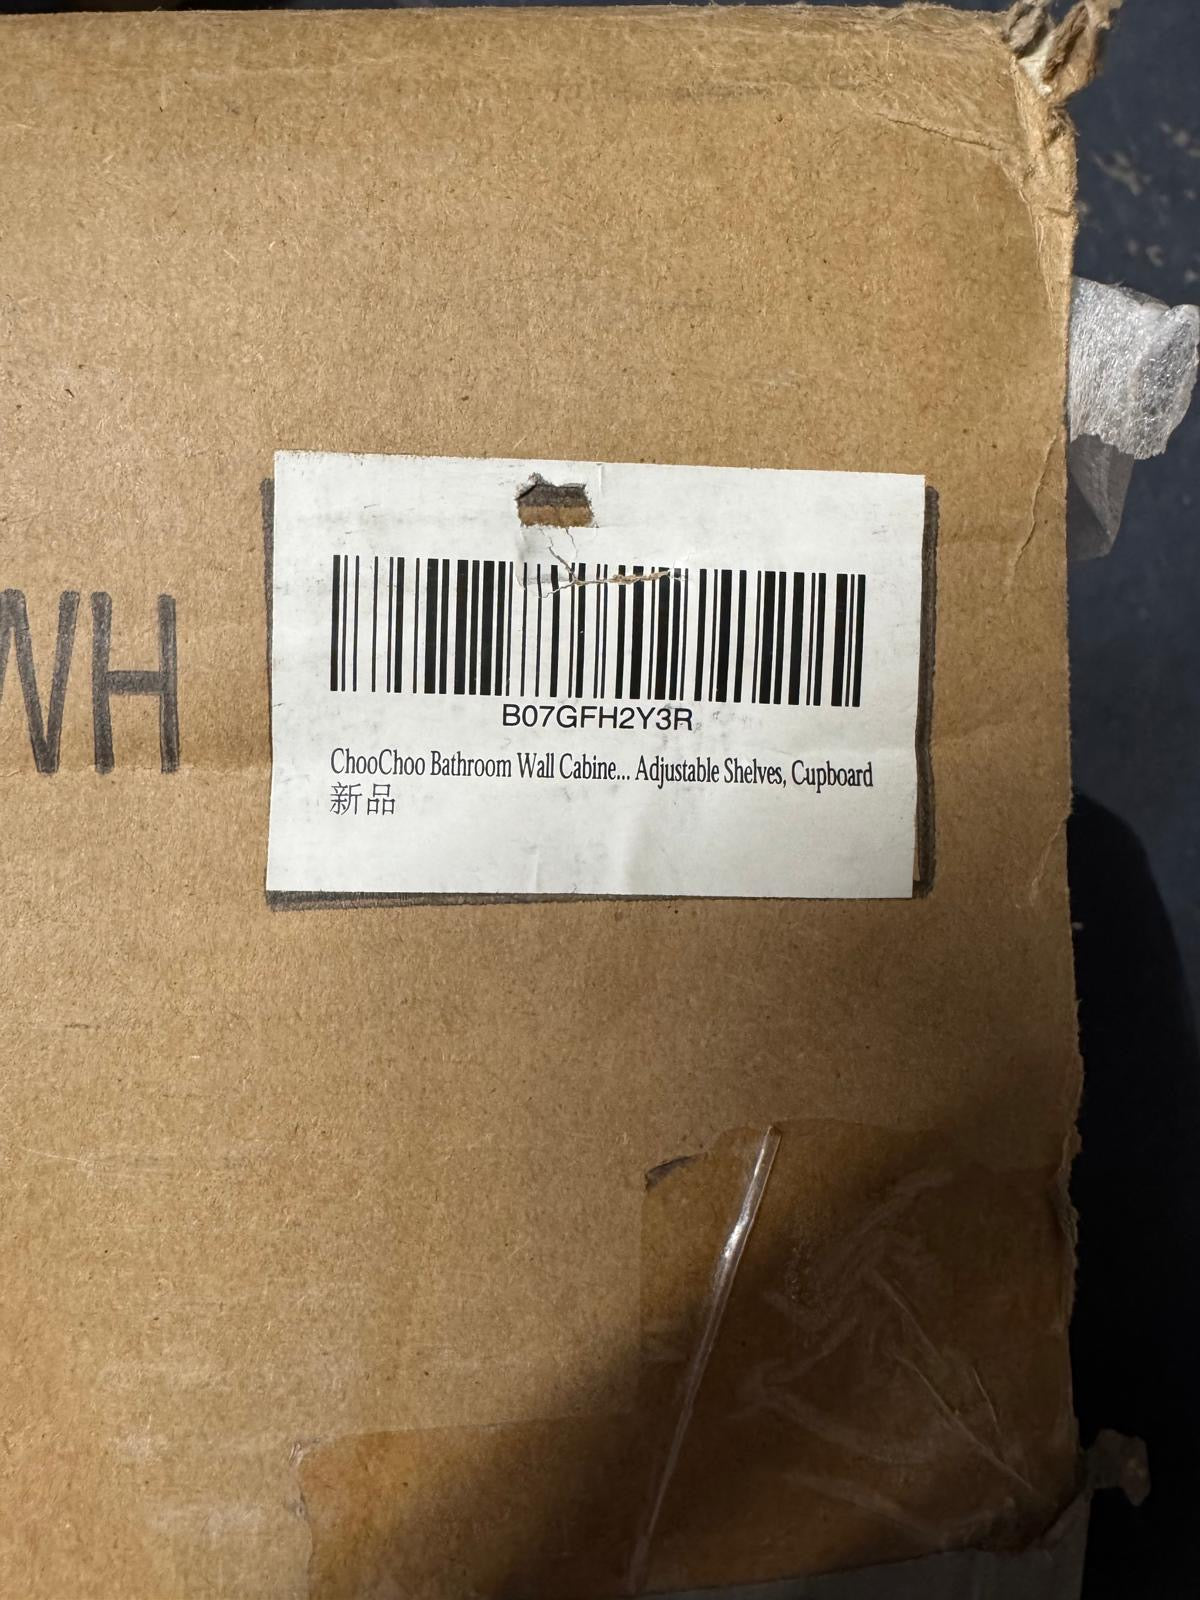 WH
B07GFH2Y3R
ChooChoo Bathroom Wall Cabine... Adjustable Shelves, Cupboard
新品